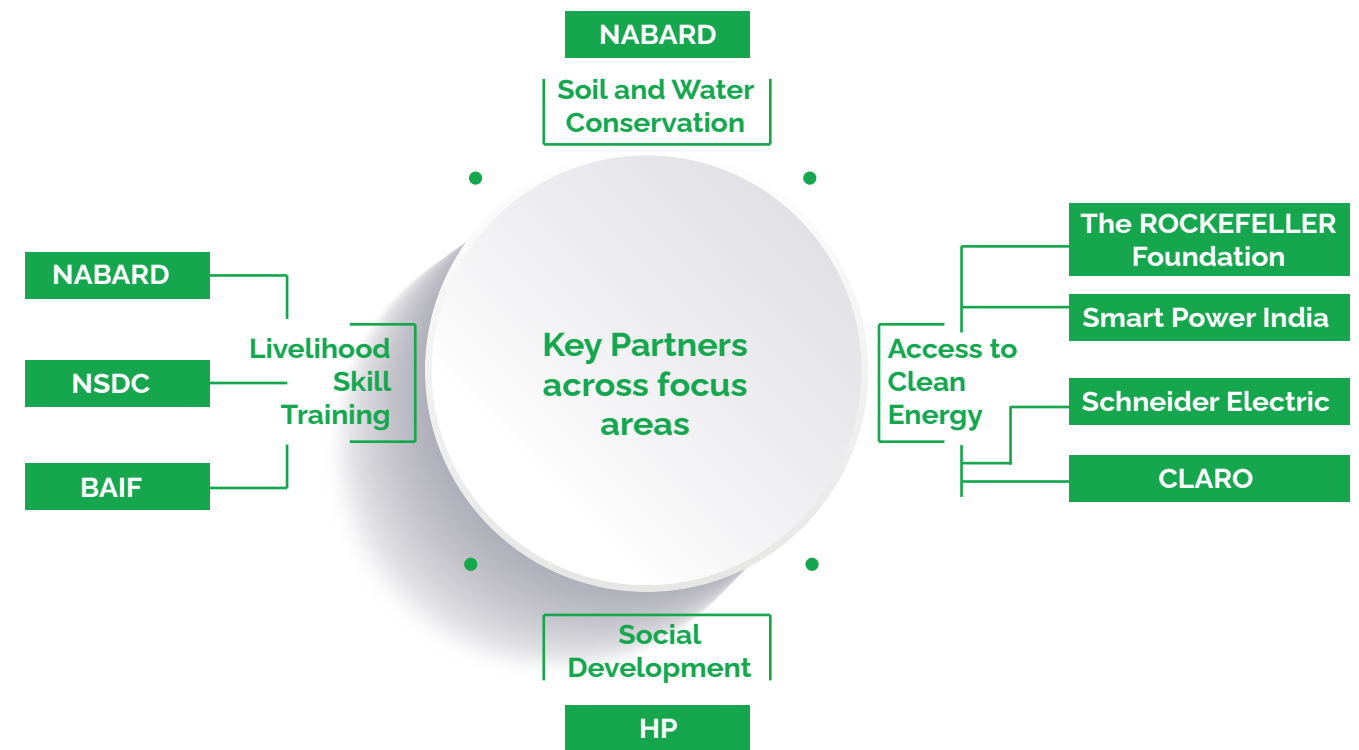 NABARD
Soil and Water
Conservation
The ROCKEFELLER
Foundation
Smart Power India
Schneider Electric
CLARO
Access to
Clean
Energy
Key Partners
across focus
areas
NABARD
NSDC
BAIF
Livelihood
Skill
Training
Social
Development
HP